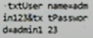 txtUser name=adm
in123&tx tPasswor
d=admin1 23